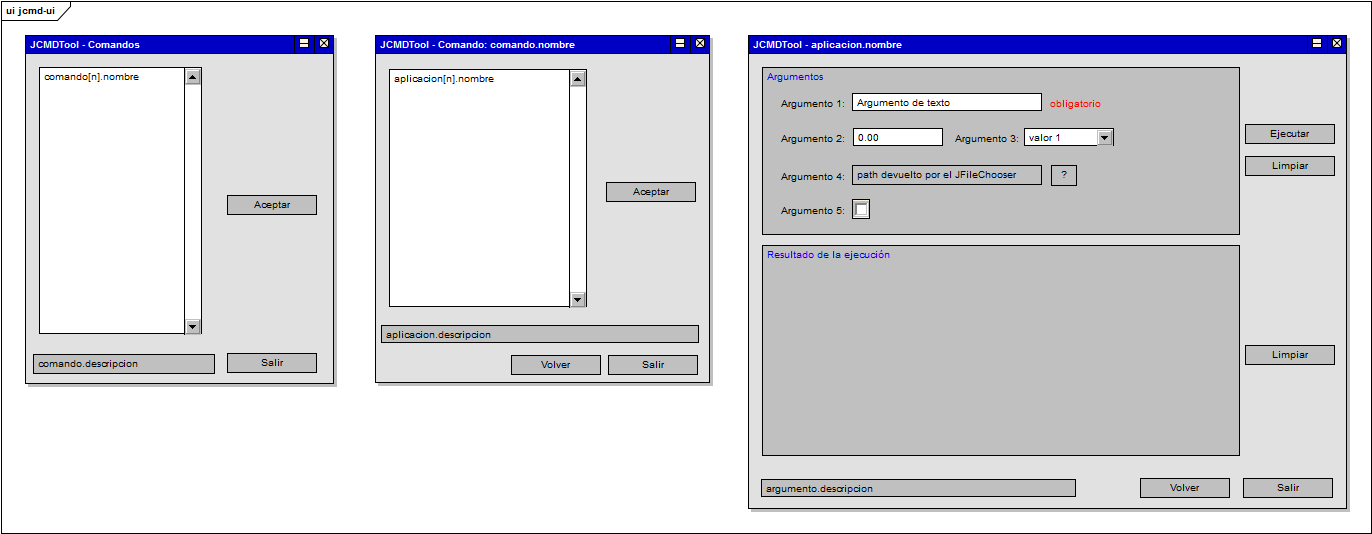 ui jcmd-ui
JCMDTool - Comandos
comando[n].nombre
Aceptar
comando.descripcion
Salir
JCMDTool - Comando: comando.nombre
aplicacion[n].nombre
Aceptar
aplicacion.descripcion
Volver
Salir
JCMDTool - aplicacion.nombre
Argumentos
Argumento 1:
Argumento de texto
obligatorio
Argumento 2:
0.00
Argumento 3:
valor 1
Argumento 4:
path devuelto por el JFileChooser
?
Argumento 5:
Ejecutar
Limpiar
Resultado de la ejecución
Limpiar
argumento.descripcion
Volver
Salir